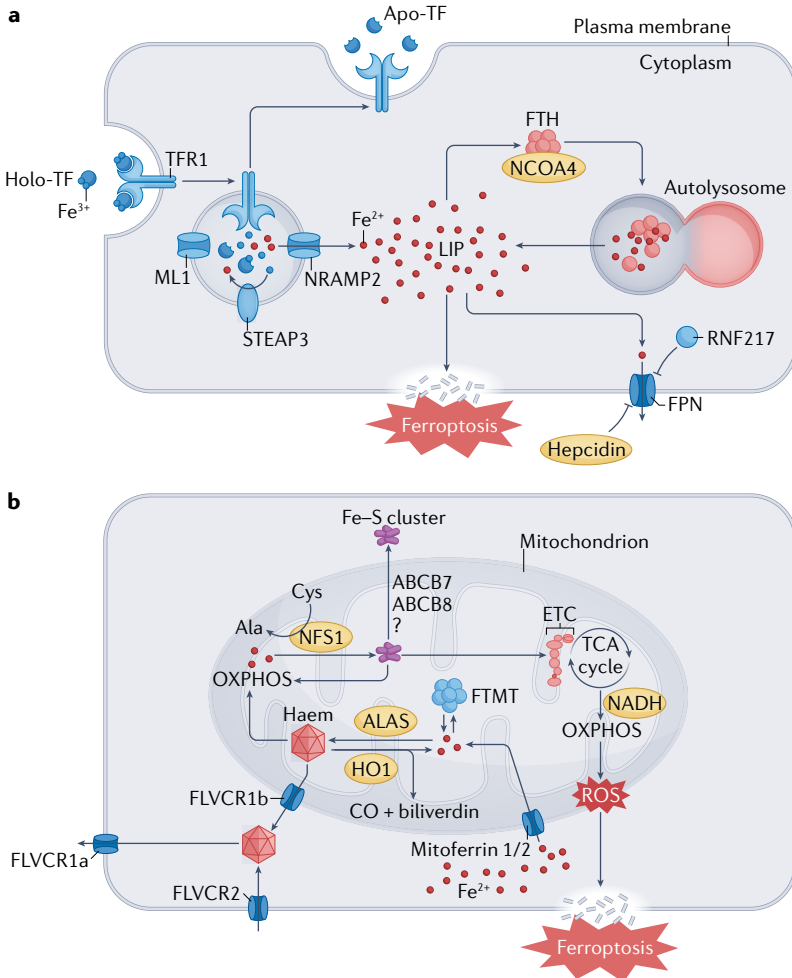 a
Apo-TF
Plasma membrane
Cytoplasm
FTH
NCOA4
TFR1
Holo-TF
Fe³⁺
Autolysosome
Fe²⁺
LIP
ML1
NRAMP2
STEAP3
RNF217
FPN
Ferroptosis
Hepcidin
b
Fe–S cluster
Mitochondrion
ABCB7
ABCB8
?
Cys
ETC
Ala
NFS1
TCA
cycle
OXPHOS
FTMT
NADH
Haem
ALAS
OXPHOS
HO1
ROS
FLVCR1b
CO + biliverdin
Mitoferrin 1/2
FLVCR1a
Fe²⁺
FLVCR2
Ferroptosis